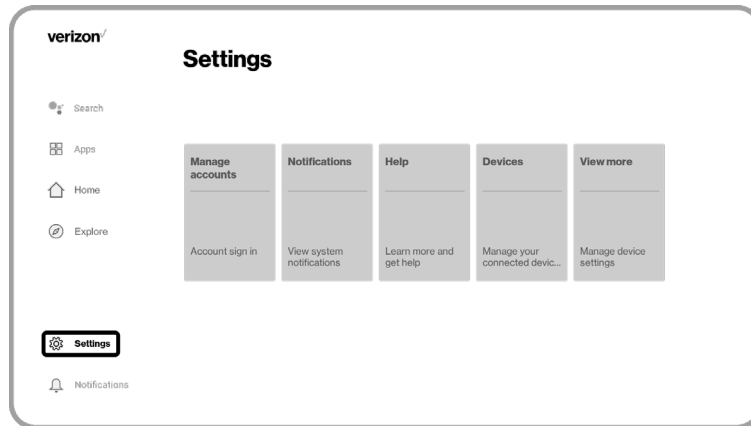 verizon✓
Settings
Search
Apps
Home
Explore
Settings
Notifications
Manage
accounts
Account sign in
Notifications
View system
notifications
Help
Learn more and
get help
Devices
Manage your
connected devic...
View more
Manage device
settings